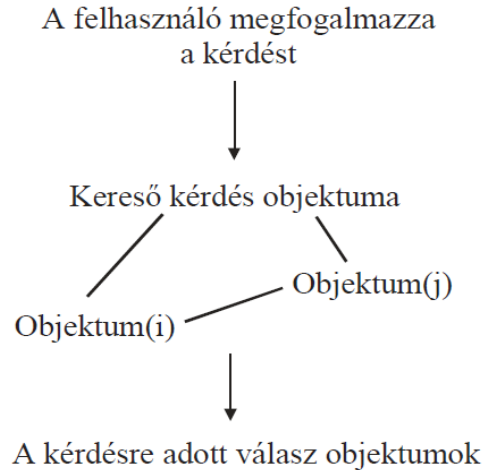 A felhasználó megfogalmazza
a kérdést
Kereső kérdés objektuma
Objektum(j)
Objektum(i)
A kérdésre adott válasz objektumok